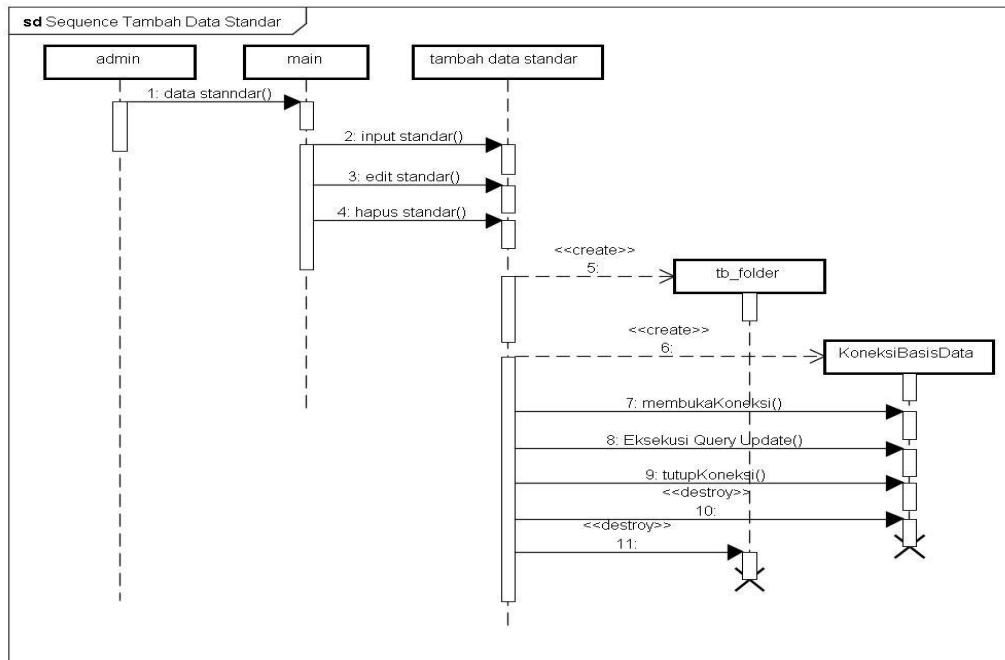 sd Sequence Tambah Data Standar
admin
main
tambah data standar
1: data stanndar()
2: input standar()
3: edit standar()
4: hapus standar()
<<create>>
5:
tb_folder
<<create>>
6:
KoneksiBasisData
7: membukaKoneksi()
8: Eksekusi Query Update()
9: tutupKoneksi()
<<destroy>>
10:
<<destroy>>
11: